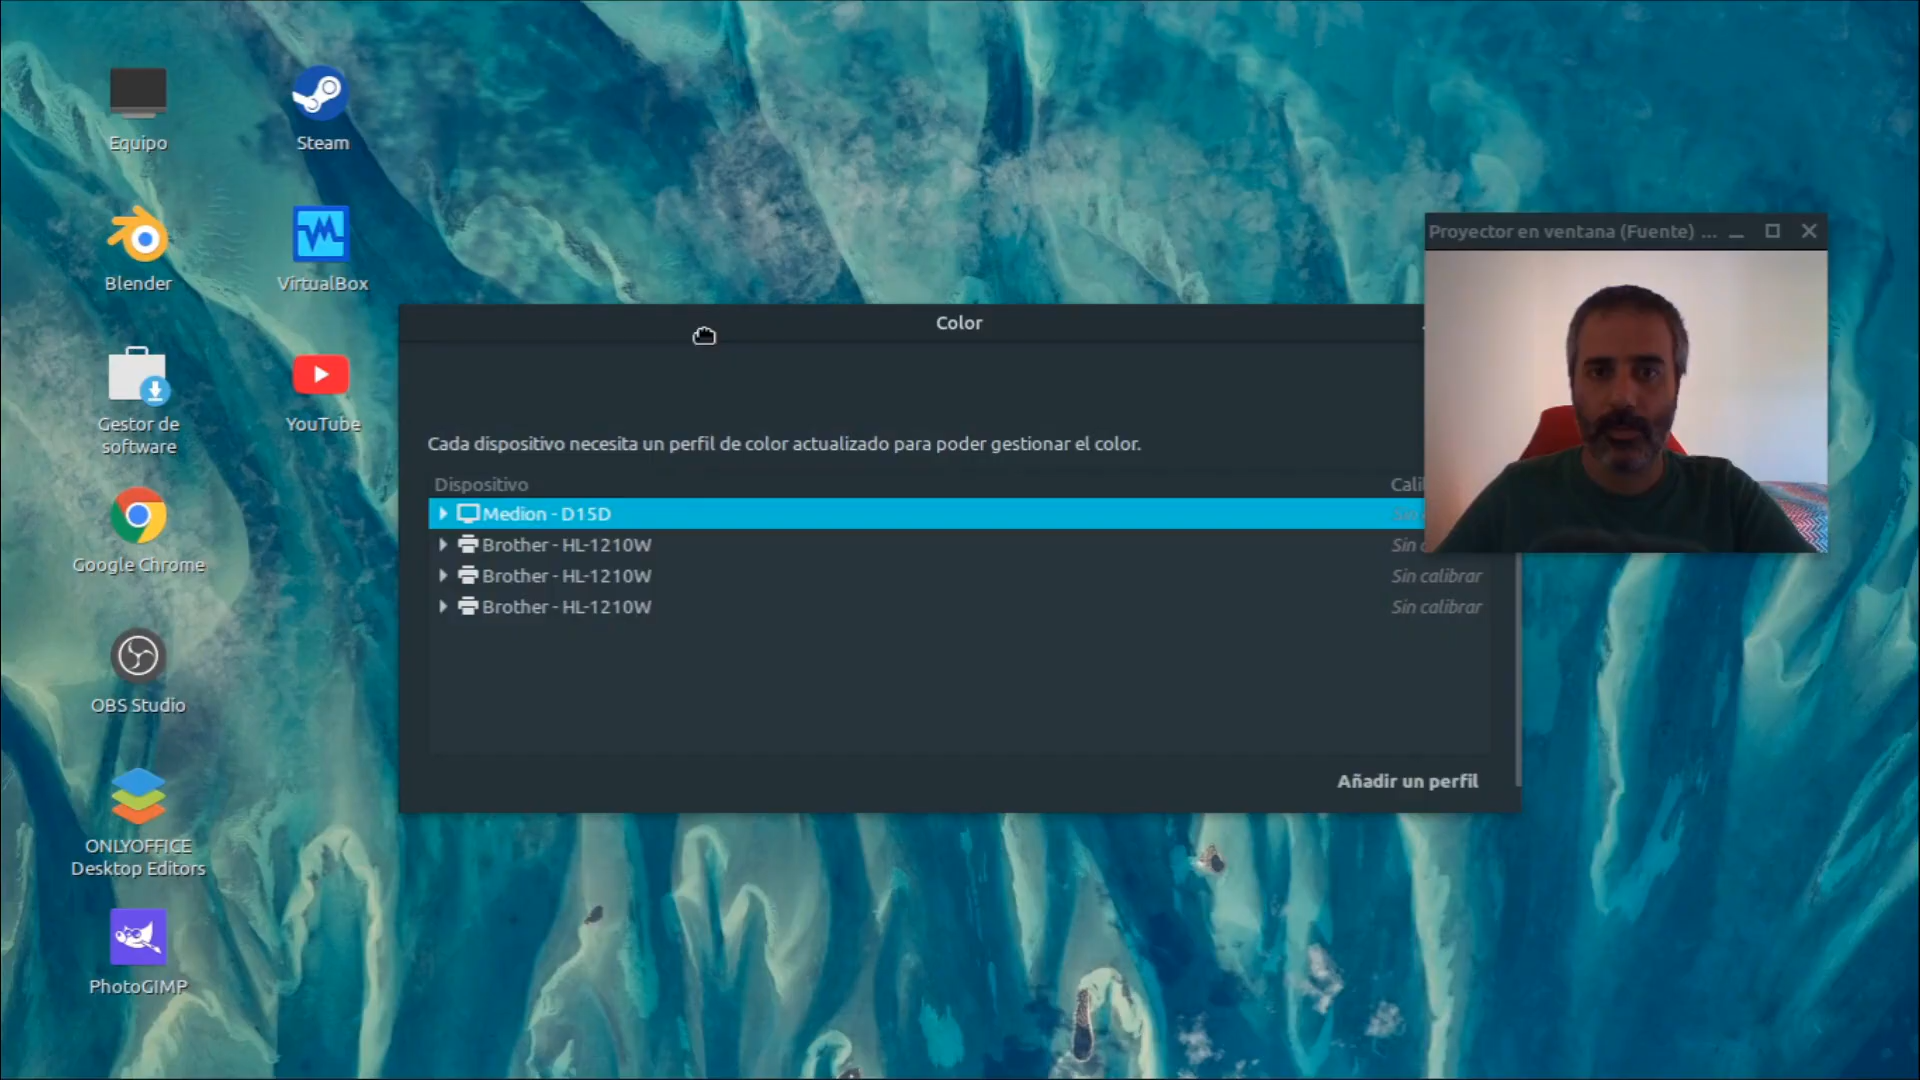 Equipo
Steam
Blender
VirtualBox
Gestor de
software
YouTube
Google Chrome
OBS Studio
ONLYOFFICE
Desktop Editors
PhotoGIMP
Proyector en ventana (Fuente) ...
Color
Cada dispositivo necesita un perfil de color actualizado para poder gestionar el color.
Dispositivo
Medion - D15D
Brother - HL-1210W
Brother - HL-1210W Sin calibrar
Brother - HL-1210W Sin calibrar
Añadir un perfil